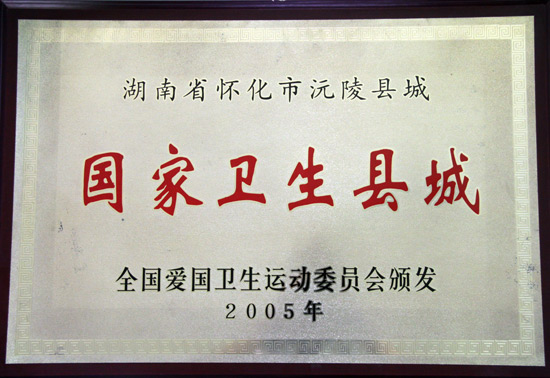 湖南省怀化市沅陵县城
国家卫生县城
全国爱国卫生运动委员会颁发
2005年